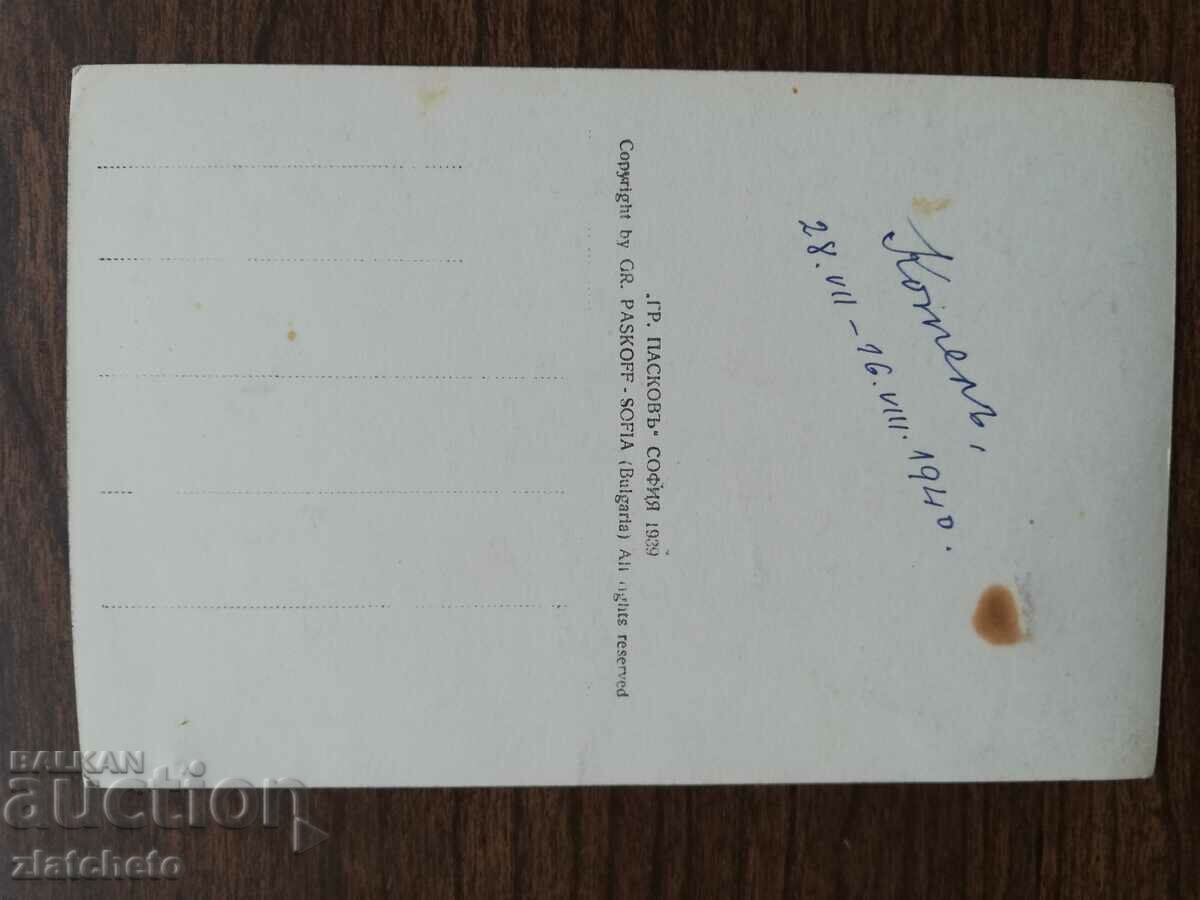 Котелъ,
28.VII – 16.VIII. 1940.
„ГР. ПАСКОВЪ“ СОФИЯ 1939
Copyright by GR. PASKOFF - SOFIA (Bulgaria) All rights reserved
BALKAN
auction
zlatcheto